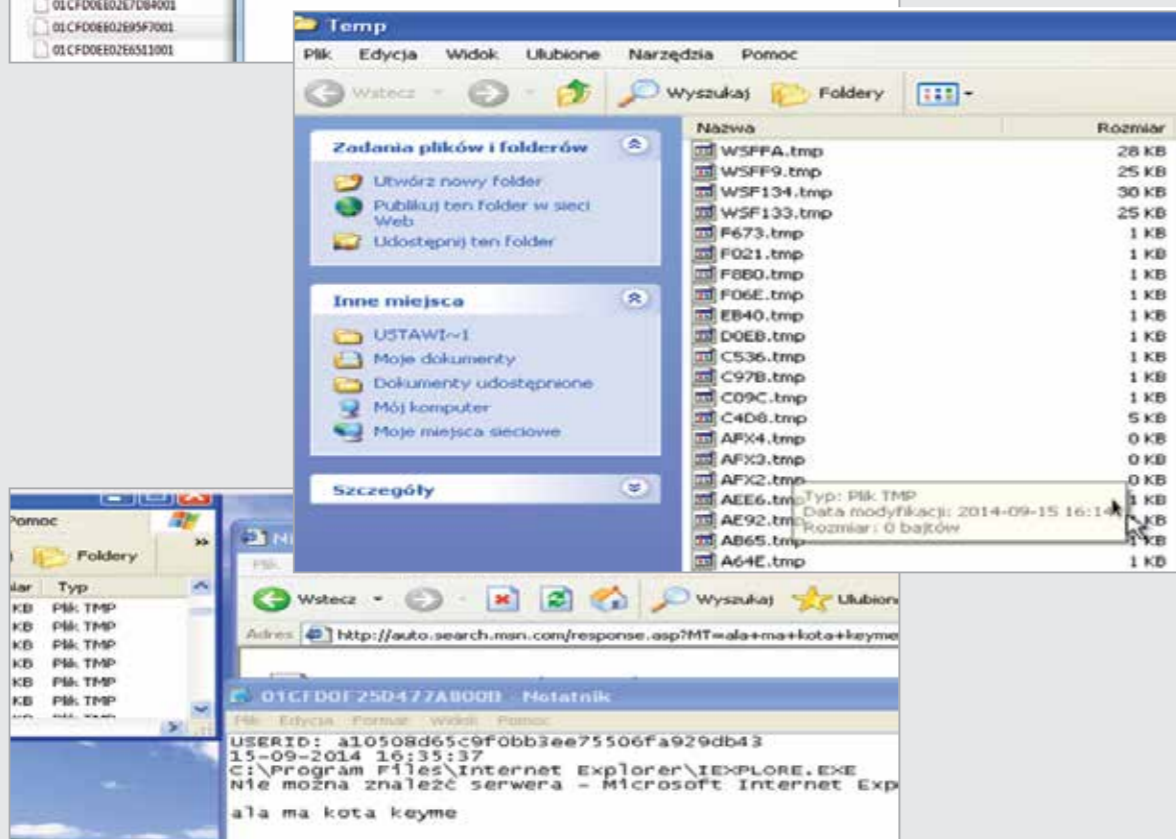 01CFD0EE02E7DB4001
01CFD0EE02E95F7001
01CFD0EE02E6511001
Temp
Plik Edycja Widok Ulubione Narzędzia Pomoc
Wstecz Wyszukaj Foldery
Nazwa Rozmiar
Zadania plików i folderów
Utwórz nowy folder
Publikuj ten folder w sieci
Web
Udostępnij ten folder
Inne miejsca
USTAWI~1
Moje dokumenty
Dokumenty udostępnione
Mój komputer
Moje miejsca sieciowe
Szczegóły
WSFFA.tmp 28 KB
WSFF9.tmp 25 KB
WSF134.tmp 30 KB
WSF133.tmp 25 KB
F673.tmp 1 KB
F021.tmp 1 KB
F8B0.tmp 1 KB
F06E.tmp 1 KB
EB40.tmp 1 KB
D0EB.tmp 1 KB
C536.tmp 1 KB
C97B.tmp 1 KB
C09C.tmp 1 KB
C4D8.tmp 5 KB
AFX4.tmp 0 KB
AFX3.tmp 0 KB
AFX2.tmp 0 KB
AEE6.tmp 1 KB
AE92.tm KB
AB65.tmp 1 KB
A64E.tmp 1 KB
Typ: Plik TMP
Data modyfikacji: 2014-09-15 16:14
Rozmiar: 0 bajtów
Pomoc
Foldery
iar Typ
KB Plik TMP
KB Plik TMP
KB Plik TMP
KB Plik TMP
KB Plik TMP
KB Plik TMP
Plik
Wstecz Wyszukaj Ulubion
Adres http://auto.search.msn.com/response.asp?MT=ala+ma+kota+keyme
01CFD0F25D477A800B - Notatnik
Plik Edycja Format Widok Pomoc
USERID: a10508d65c9f0bb3ee75506fa929db43
15-09-2014 16:35:37
C:\Program Files\Internet Explorer\IEXPLORE.EXE
Nie można znaleźć serwera - Microsoft Internet Exp
ala ma kota keyme